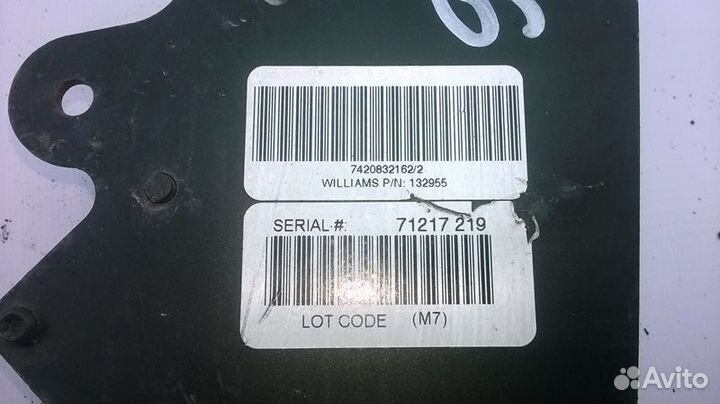 7420832162/2
WILLIAMS P/N: 132955
SERIAL #: 71217 219
LOT CODE (M7)
Avito